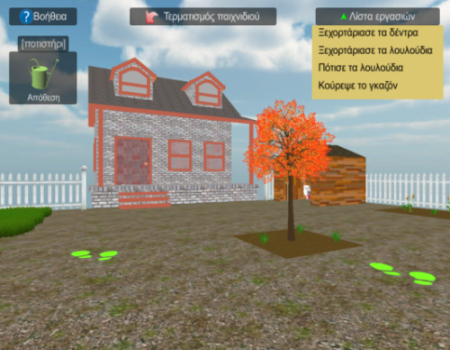 Βοήθεια
Τερματισμός παιχνιδιού
Λίστα εργασιών
[ποτιστήρι]
Απόθεση
Ξεχορτάριασε τα δέντρα
Ξεχορτάριασε τα λουλούδια
Πότισε τα λουλούδια
Κούρεψε το γκαζόν